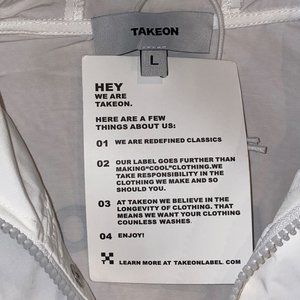 TAKEON
L
HEY
WE ARE
TAKEON.
HERE ARE A FEW
THINGS ABOUT US:
01 WE ARE REDEFINED CLASSICS
02 OUR LABEL GOES FURTHER THAN
MAKING"COOL"CLOTHING.WE
TAKE RESPONSIBILITY IN THE
CLOTHING WE MAKE AND SO
SHOULD YOU.
03 AT TAKEON WE BELIEVE IN THE
LONGEVITY OF CLOTHING. THAT
MEANS WE WANT YOUR CLOTHING
COUNLESS WASHES
04 ENJOY!
LEARN MORE AT TAKEONLABEL.COM